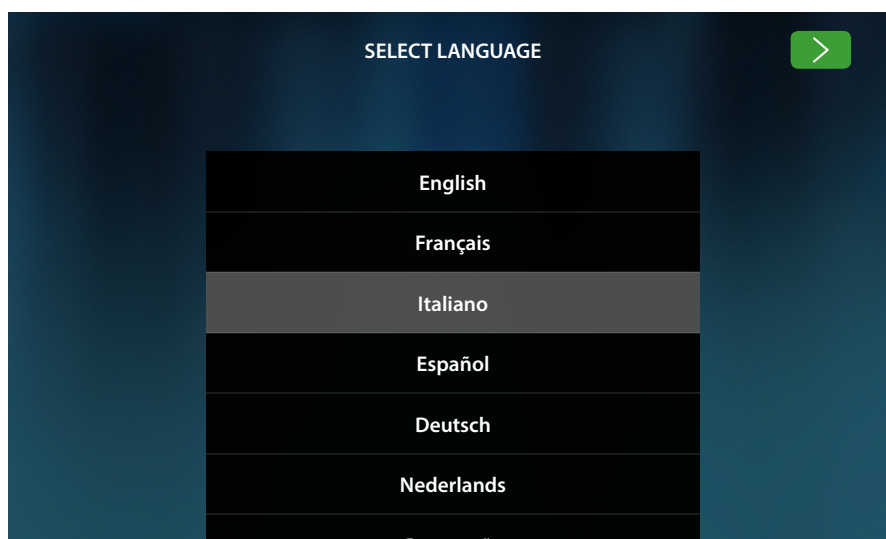 SELECT LANGUAGE
English
Français
Italiano
Español
Deutsch
Nederlands